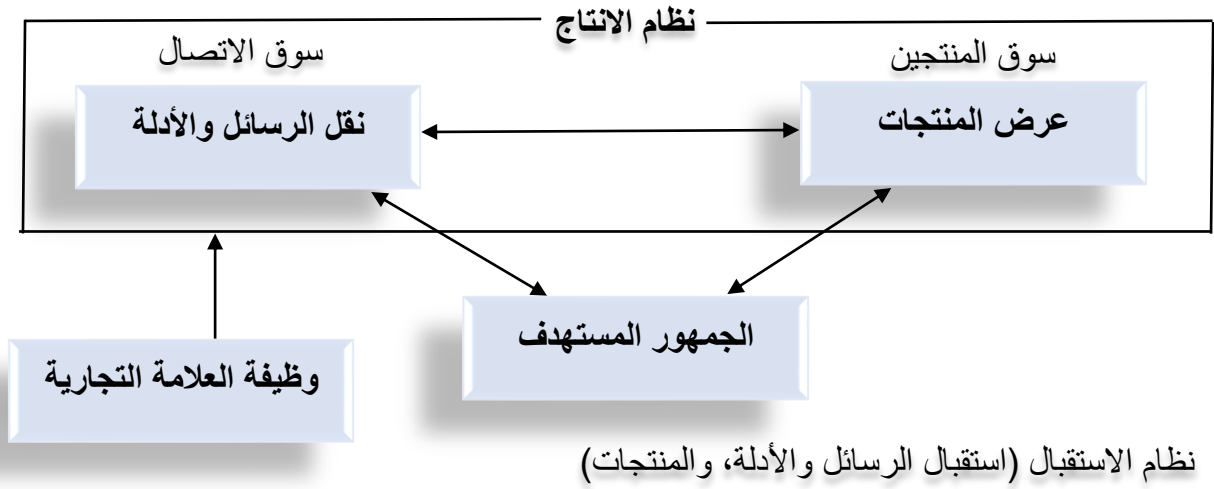 نظام الانتاج
سوق المنتجين
سوق الاتصال
عرض المنتجات
نقل الرسائل والأدلة
الجمهور المستهدف
وظيفة العلامة التجارية
نظام الاستقبال (استقبال الرسائل والأدلة، والمنتجات)